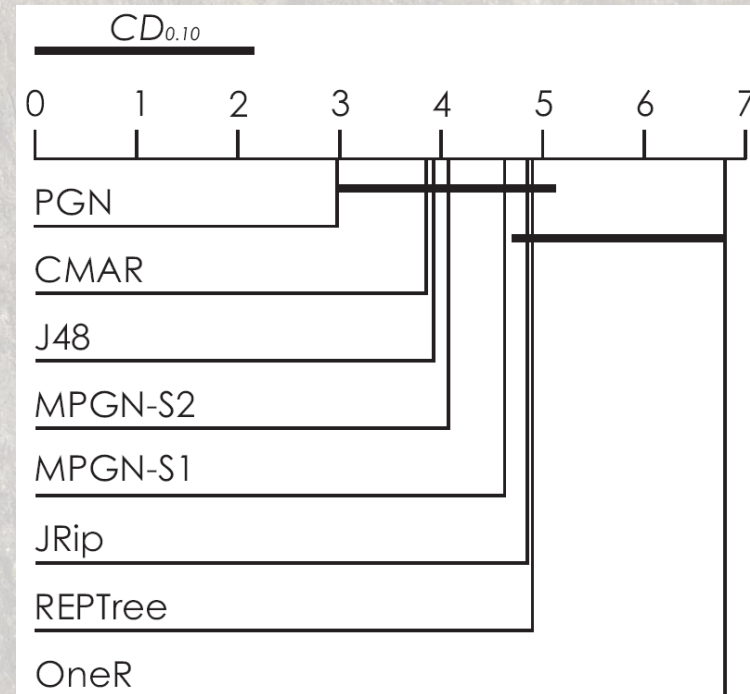 CD0.10
0 1 2 3 4 5 6 7
PGN
CMAR
J48
MPGN-S2
MPGN-S1
JRip
REPTree
OneR